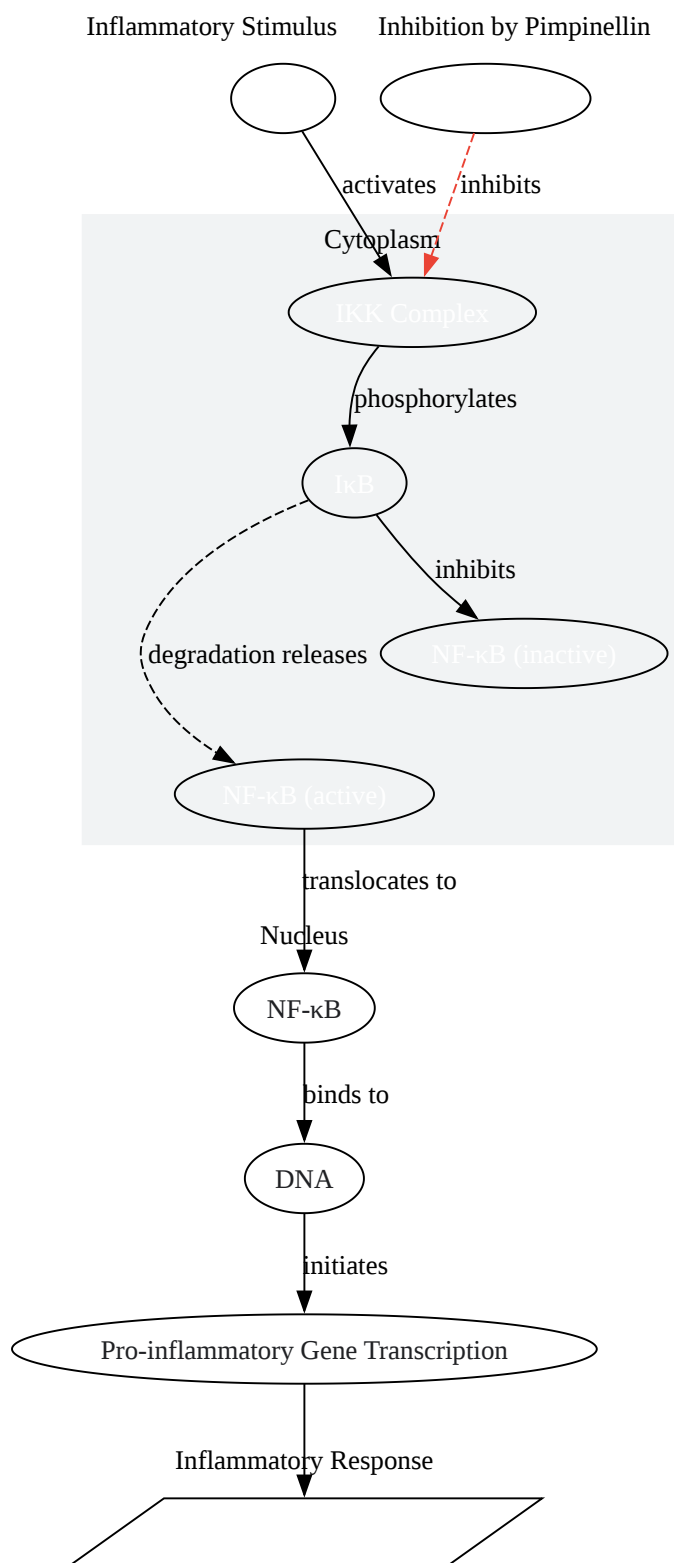 Inflammatory Stimulus
Inhibition by Pimpinellin
activates
inhibits
Cytoplasm
IKK Complex
phosphorylates
IκB
inhibits
degradation releases
NF-κB (inactive)
NF-κB (active)
translocates to
Nucleus
NF-κB
binds to
DNA
initiates
Pro-inflammatory Gene Transcription
Inflammatory Response